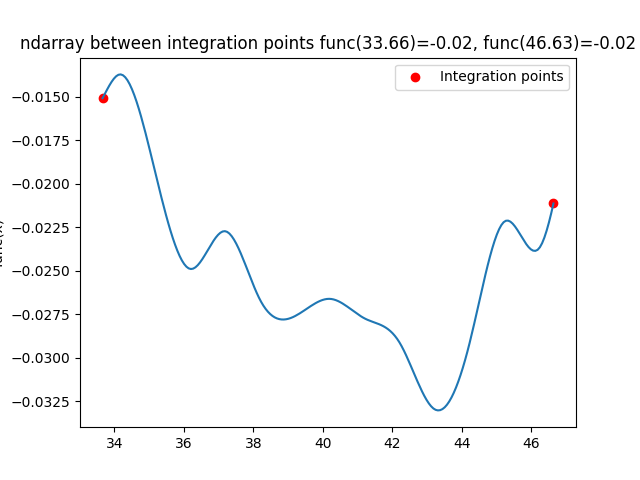 ndarray between integration points func(33.66)=-0.02, func(46.63)=-0.02
Integration points
−0.0150
−0.0175
−0.0200
−0.0225
−0.0250
−0.0275
−0.0300
−0.0325
34 36 38 40 42 44 46